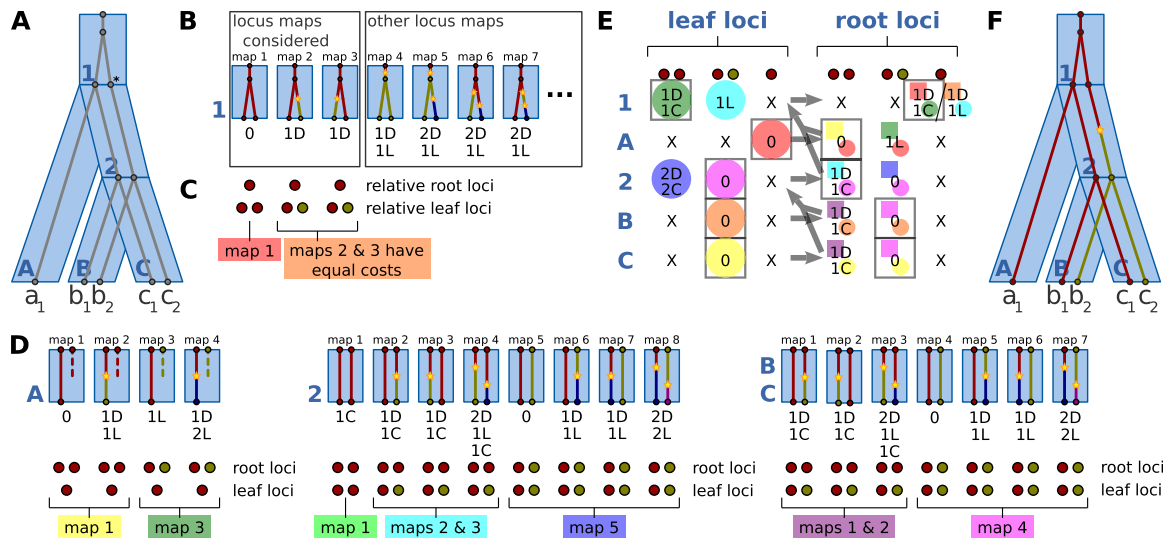 A
1
*
2
A
B
C
a1
b1 b2
c1 c2
B
locus maps considered
other locus maps
map 1 map 2 map 3 map 4 map 5 map 6 map 7
...
1
0 1D 1D 1D 2D 2D 2D
1L 1L 1L 1L
C
relative root loci
relative leaf loci
map 1
maps 2 & 3 have
equal costs
E
leaf loci root loci
1 1D 1C 1L X X X 1D 1C / 1D 1L
A X X 0 0 1L
2 2D 2C 0 X 1D 1C 0
B X 0 X 1D 1C 0 X
C X 0 X 1D 1C 0 X
F
1
2
A
B
C
a1
b1 b2
c1 c2
D
map 1 map 2 map 3 map 4
A
0 1D 1L 1D
1L 2L
root loci
leaf loci
map 1 map 3
map 1 map 2 map 3 map 4 map 5 map 6 map 7 map 8
2
1C 1D 1D 2D 0 1D 1D 2D
1C 1C 1L 1L 1L 2L
1C
root loci
leaf loci
map 1 maps 2 & 3 map 5
map 1 map 2 map 3 map 4 map 5 map 6 map 7
B
C
1D 1D 2D 0 1D 1D 2D
1C 1C 1L 1L 1L 2L
1C
root loci
leaf loci
maps 1 & 2 map 4